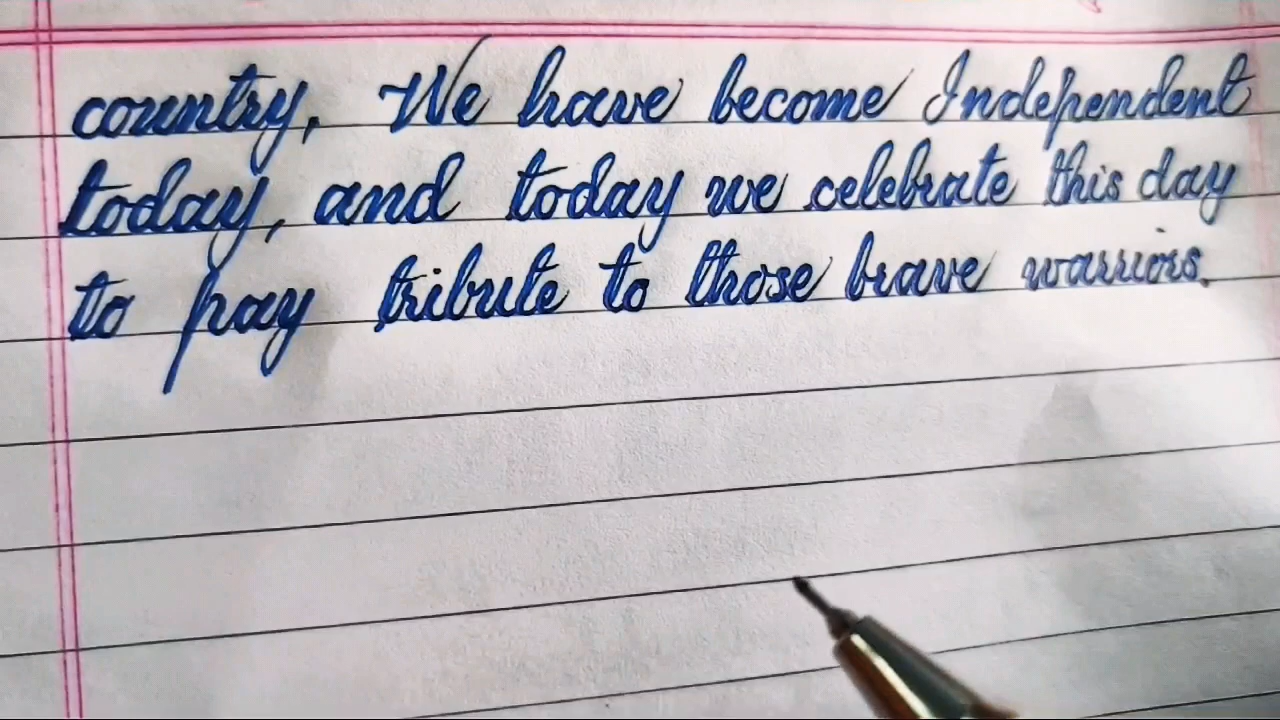 country, We have become Independent
today, and today we celebrate this day
to pay tribute to those brave warriors.